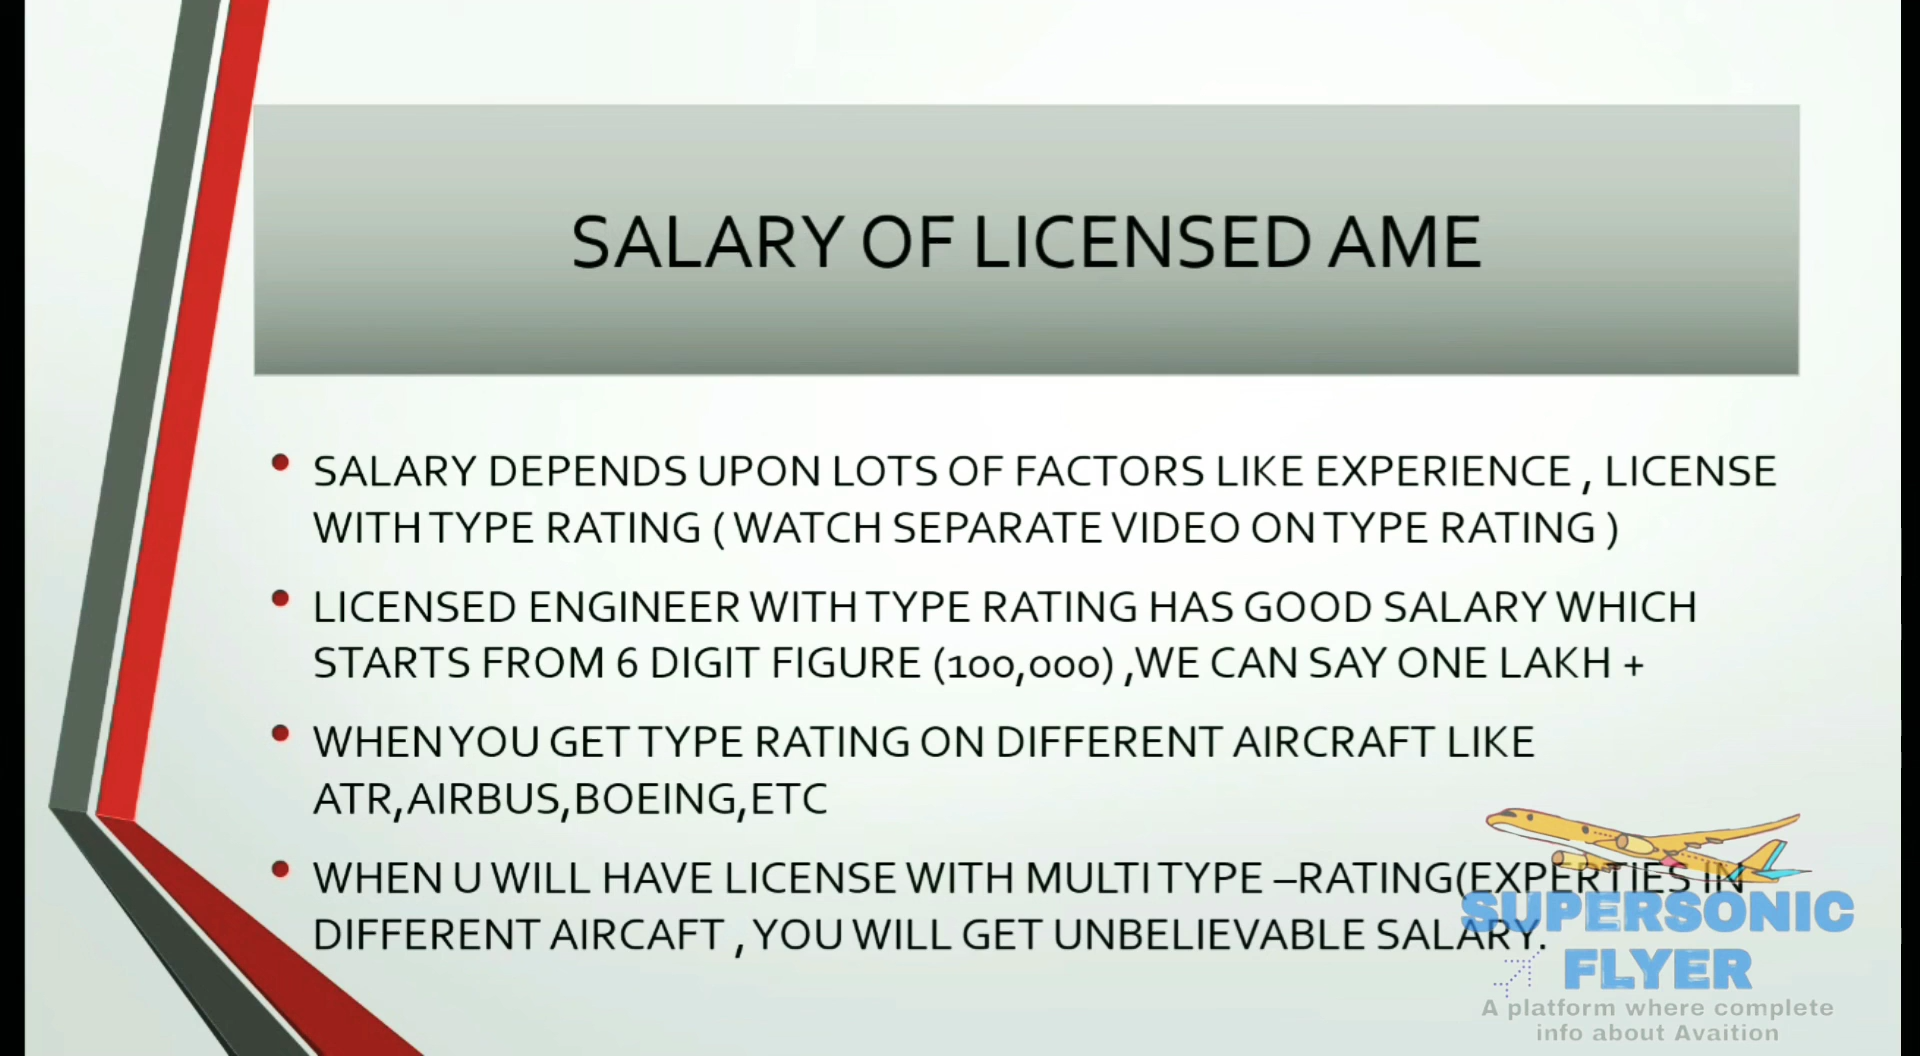 SALARY OF LICENSED AME
• SALARY DEPENDS UPON LOTS OF FACTORS LIKE EXPERIENCE , LICENSE
WITH TYPE RATING ( WATCH SEPARATE VIDEO ON TYPE RATING )
• LICENSED ENGINEER WITH TYPE RATING HAS GOOD SALARY WHICH
STARTS FROM 6 DIGIT FIGURE (100,000) ,WE CAN SAY ONE LAKH +
• WHEN YOU GET TYPE RATING ON DIFFERENT AIRCRAFT LIKE
ATR,AIRBUS,BOEING,ETC
• WHEN U WILL HAVE LICENSE WITH MULTI TYPE –RATING(EXPERTIES IN
DIFFERENT AIRCAFT , YOU WILL GET UNBELIEVABLE SALARY.
SUPERSONIC
FLYER
A platform where complete
info about Avaition